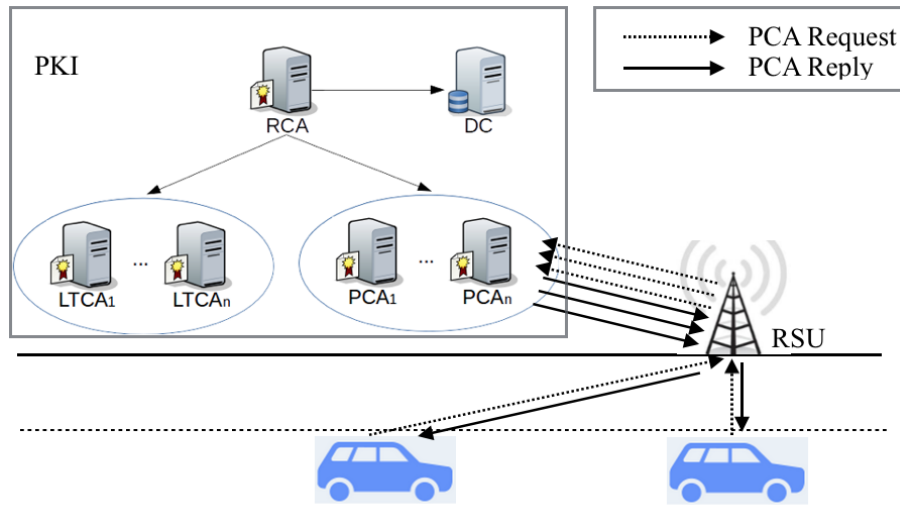 PKI
PCA Request
PCA Reply
RCA
DC
LTCA1
...
LTCAn
PCA1
...
PCAn
RSU